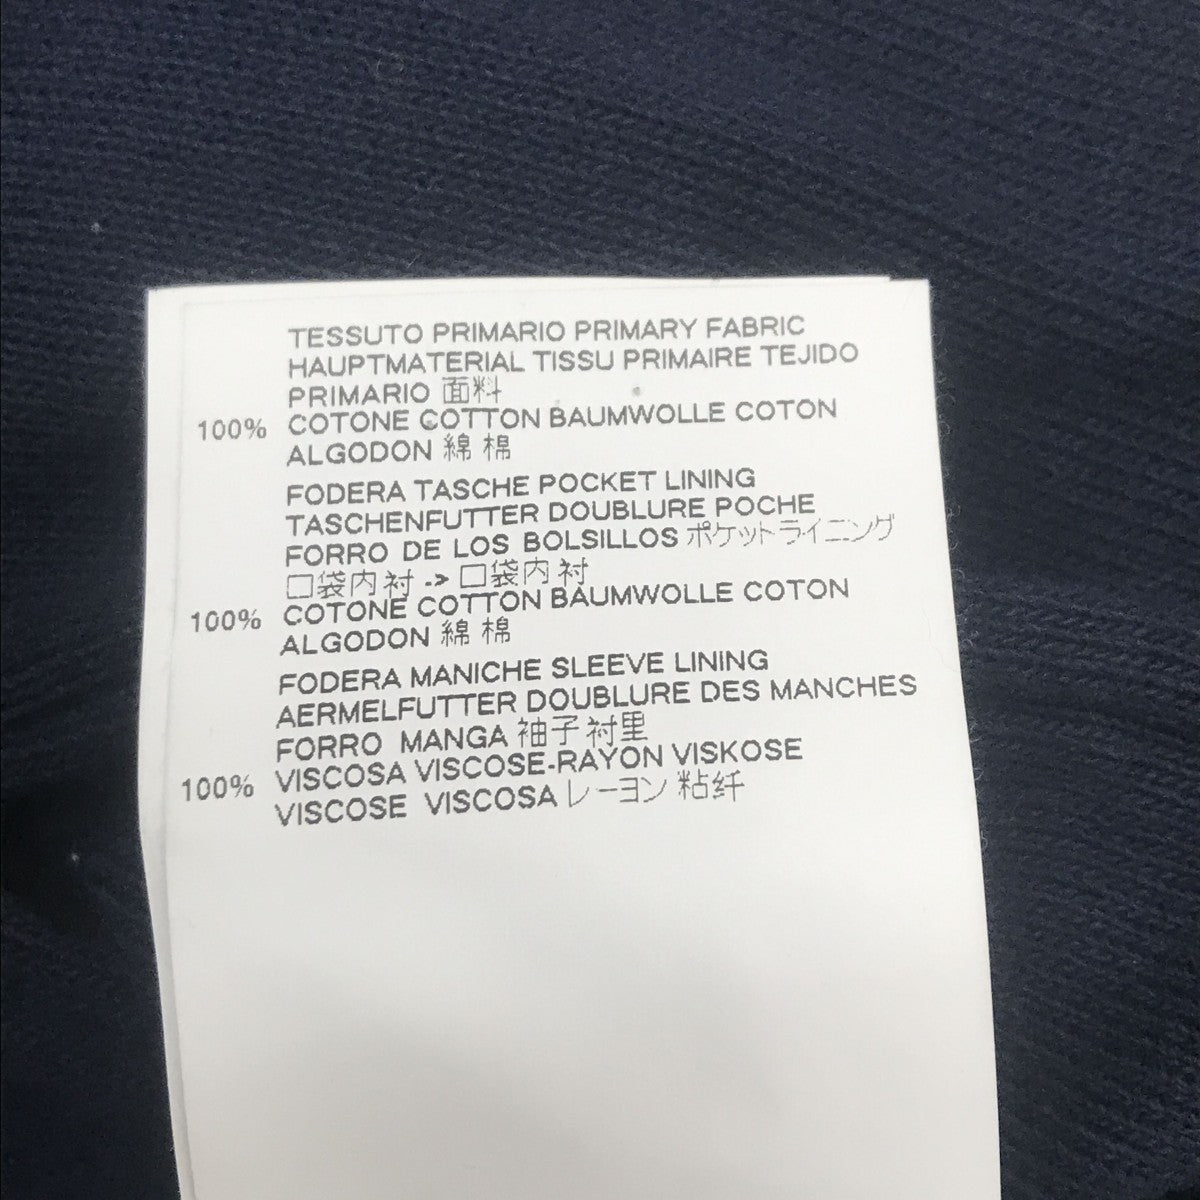 TESSUTO PRIMARIO PRIMARY FABRIC
HAUPTMATERIAL TISSU PRIMAIRE TEJIDO
PRIMARIO 面料
100% COTONE COTTON BAUMWOLLE COTON
ALGODON 綿 棉
FODERA TASCHE POCKET LINING
TASCHENFUTTER DOUBLURE POCHE
FORRO DE LOS BOLSILLOS ポケットライニング
口袋内衬 -> 口袋内衬
100% COTONE COTTON BAUMWOLLE COTON
ALGODON 綿 棉
FODERA MANICHE SLEEVE LINING
AERMELFUTTER DOUBLURE DES MANCHES
FORRO MANGA 袖子衬里
100% VISCOSA VISCOSE-RAYON VISKOSE
VISCOSE VISCOSA レーヨン 粘纤